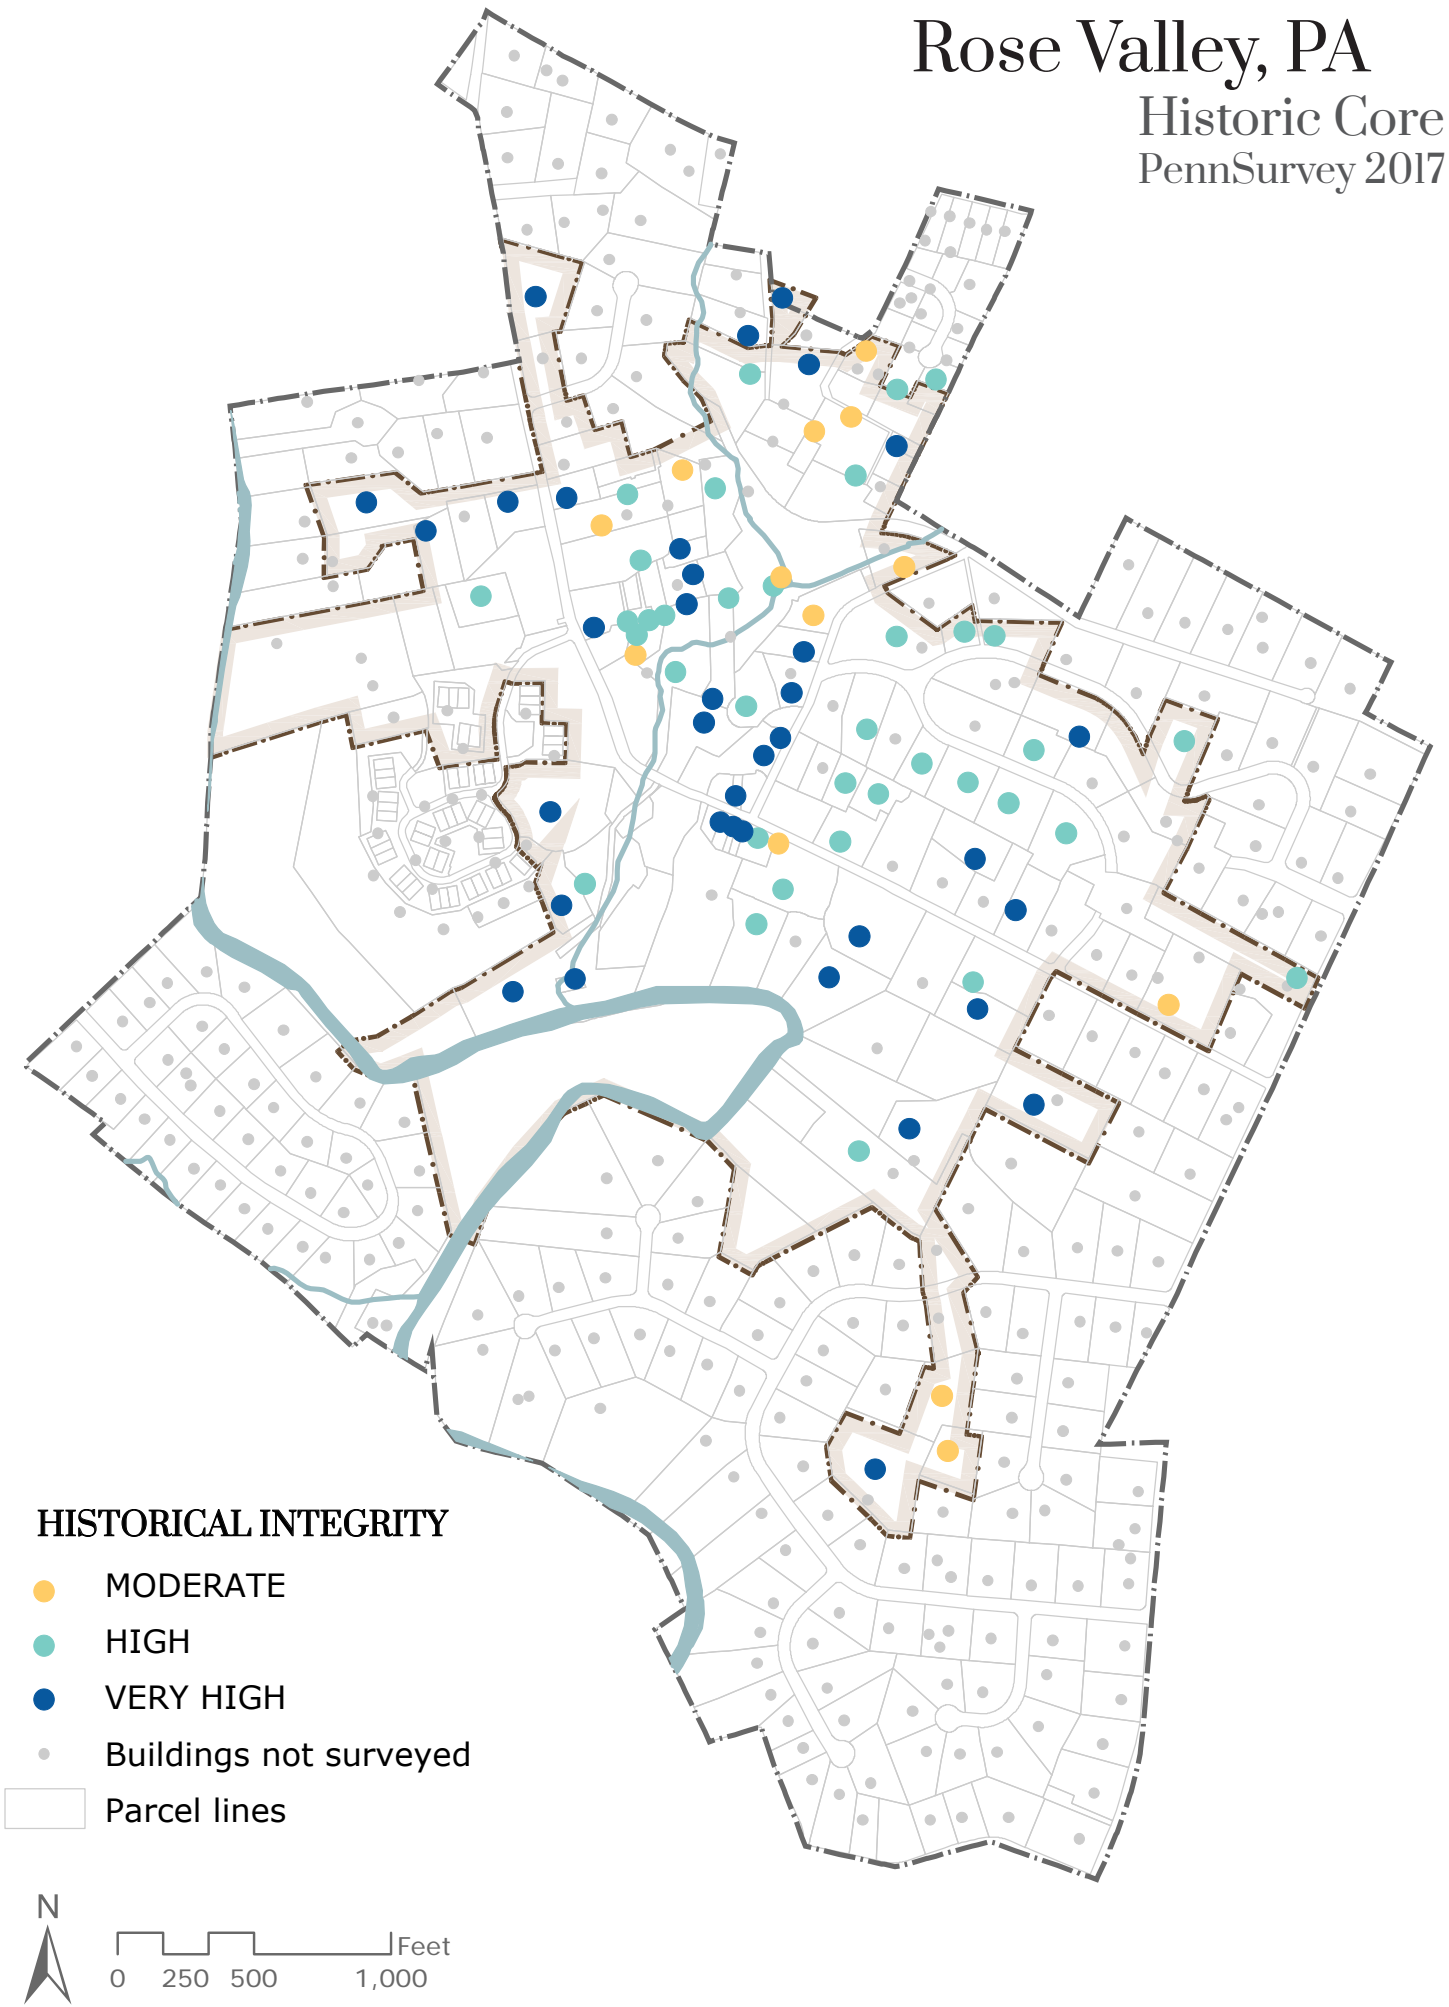 Rose Valley, PA
Historic Core
PennSurvey 2017
HISTORICAL INTEGRITY
MODERATE
HIGH
VERY HIGH
Buildings not surveyed
Parcel lines
N
Feet
0 250 500 1,000